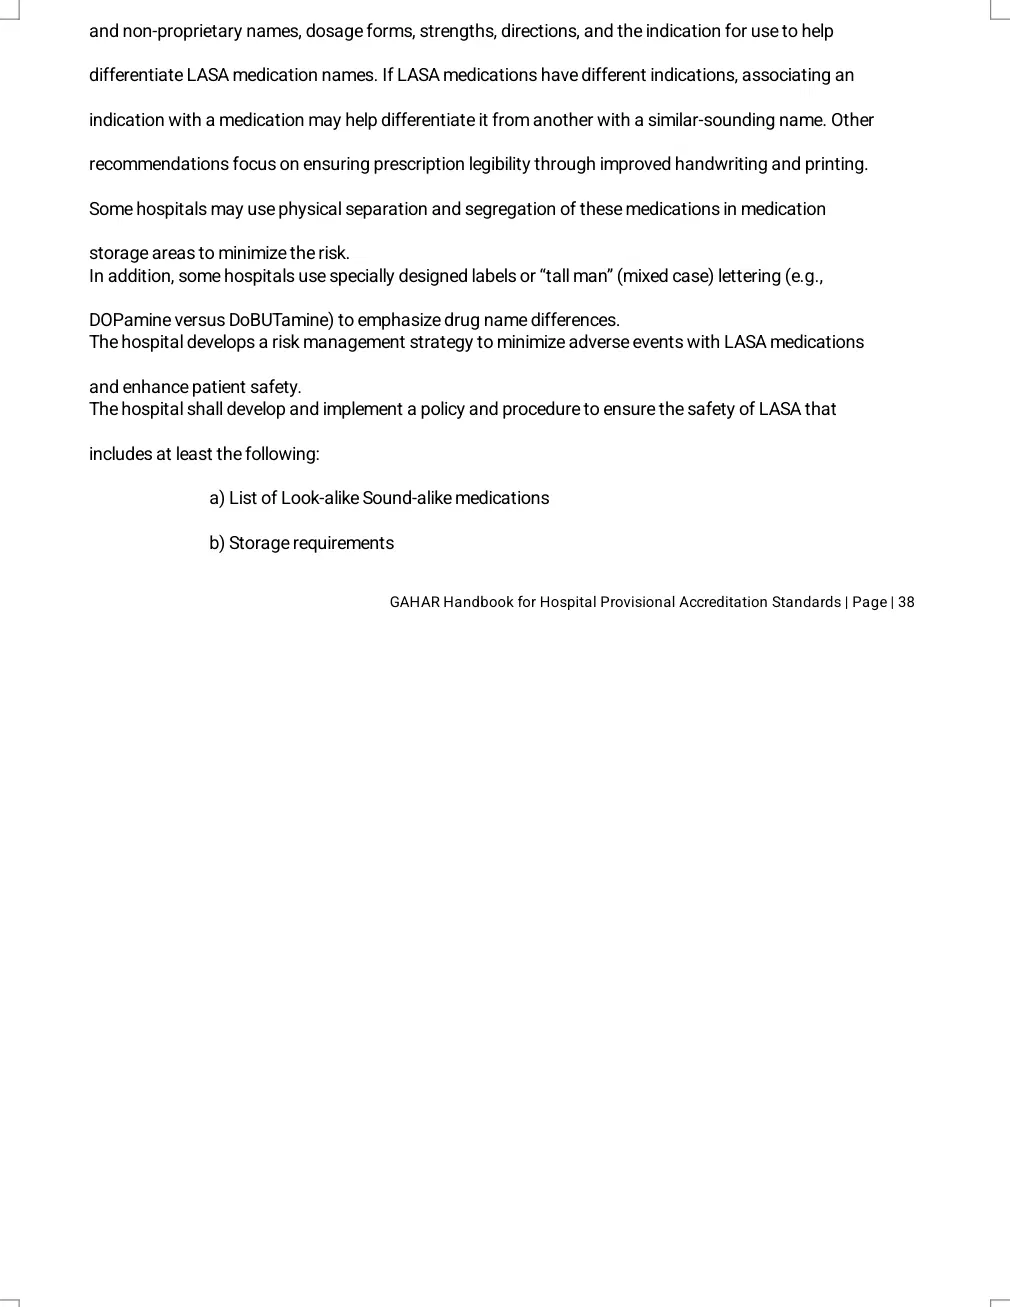 and non-proprietary names, dosage forms, strengths, directions, and the indication for use to help
differentiate LASA medication names. If LASA medications have different indications, associating an
indication with a medication may help differentiate it from another with a similar-sounding name. Other
recommendations focus on ensuring prescription legibility through improved handwriting and printing.
Some hospitals may use physical separation and segregation of these medications in medication
storage areas to minimize the risk.
In addition, some hospitals use specially designed labels or “tall man” (mixed case) lettering (e.g.,
DOPamine versus DoBUTamine) to emphasize drug name differences.
The hospital develops a risk management strategy to minimize adverse events with LASA medications
and enhance patient safety.
The hospital shall develop and implement a policy and procedure to ensure the safety of LASA that
includes at least the following:
a) List of Look-alike Sound-alike medications
b) Storage requirements
GAHAR Handbook for Hospital Provisional Accreditation Standards | Page | 38